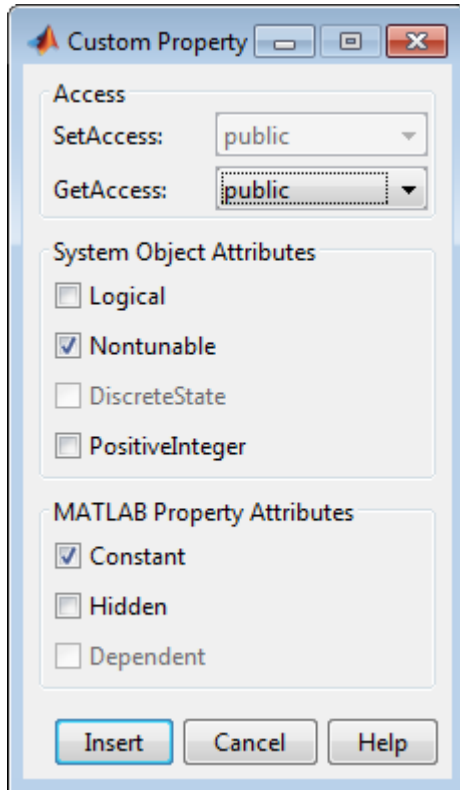 Custom Property
Access
SetAccess: public
GetAccess: public
System Object Attributes
Logical
Nontunable
DiscreteState
PositiveInteger
MATLAB Property Attributes
Constant
Hidden
Dependent
Insert Cancel Help